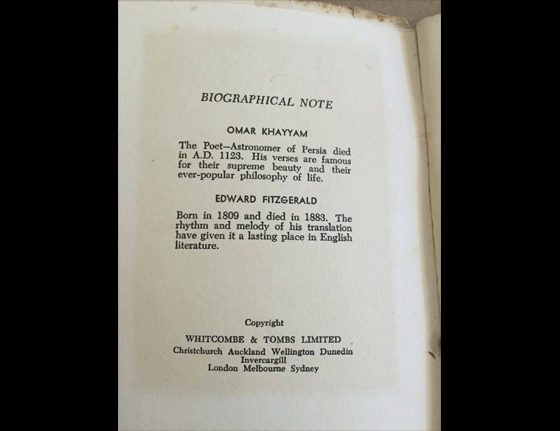 BIOGRAPHICAL NOTE
OMAR KHAYYAM
The Poet—Astronomer of Persia died
in A.D. 1123. His verses are famous
for their supreme beauty and their
ever-popular philosophy of life.
EDWARD FITZGERALD
Born in 1809 and died in 1883. The
rhythm and melody of his translation
have given it a lasting place in English
literature.
Copyright
WHITCOMBE & TOMBS LIMITED
Christchurch Auckland Wellington Dunedin
Invercargill
London Melbourne Sydney